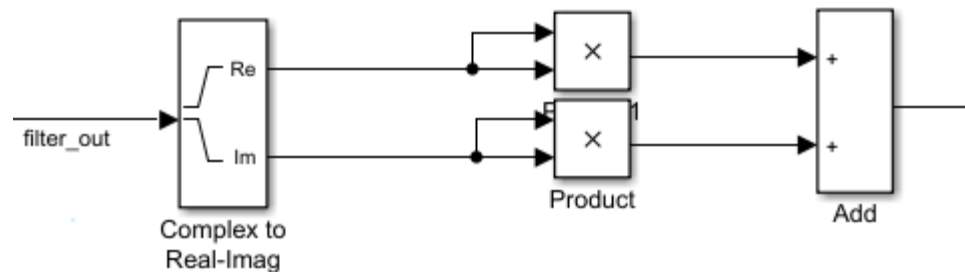 Re
filter_out
Im
Complex to
Real-Imag
×
×
Product
+
+
Add